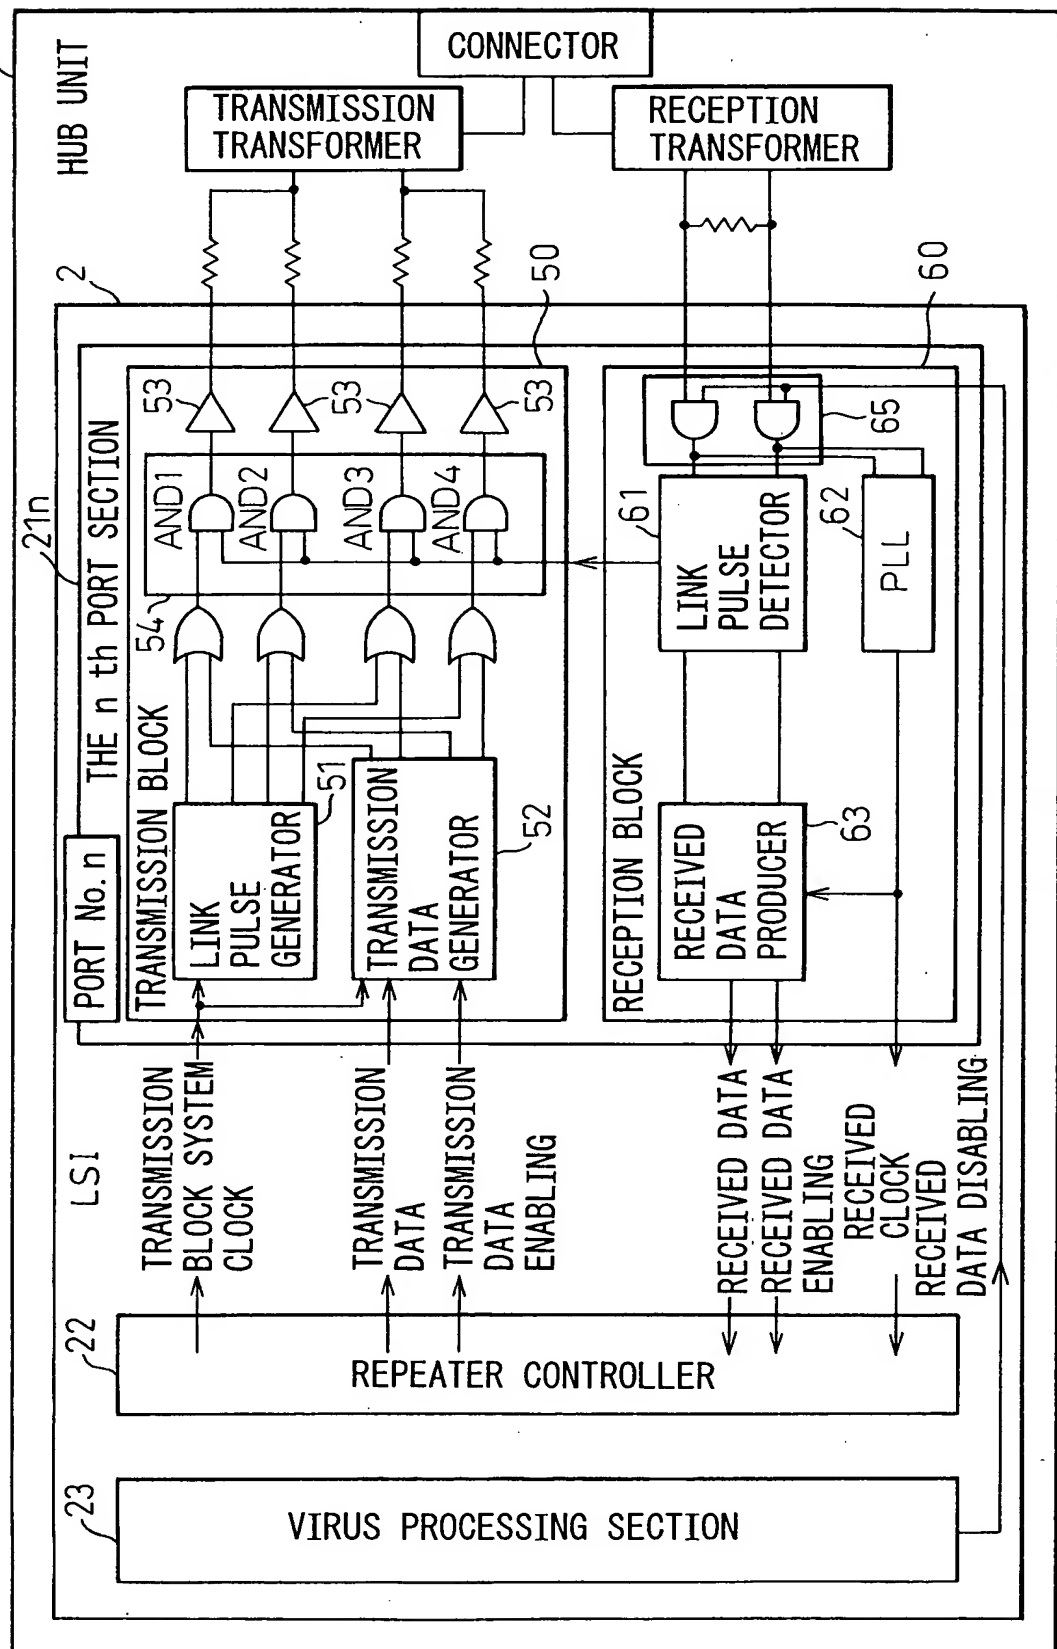 HUB UNIT
CONNECTOR
TRANSMISSION
TRANSFORMER
RECEPTION
TRANSFORMER
2
50
60
21n
THE n th PORT SECTION
PORT No. n
TRANSMISSION BLOCK
53
53
53
AND1
AND2
AND3
AND4
54
LINK
PULSE
GENERATOR
51
TRANSMISSION
DATA
GENERATOR
52
RECEPTION BLOCK
65
61
LINK
PULSE
DETECTOR
62
PLL
RECEIVED
DATA
PRODUCER
63
LSI
TRANSMISSION
BLOCK SYSTEM
CLOCK
TRANSMISSION
DATA
TRANSMISSION
DATA
ENABLING
RECEIVED DATA
RECEIVED DATA
ENABLING
RECEIVED
CLOCK
RECEIVED
DATA DISABLING
22
REPEATER CONTROLLER
23
VIRUS PROCESSING SECTION